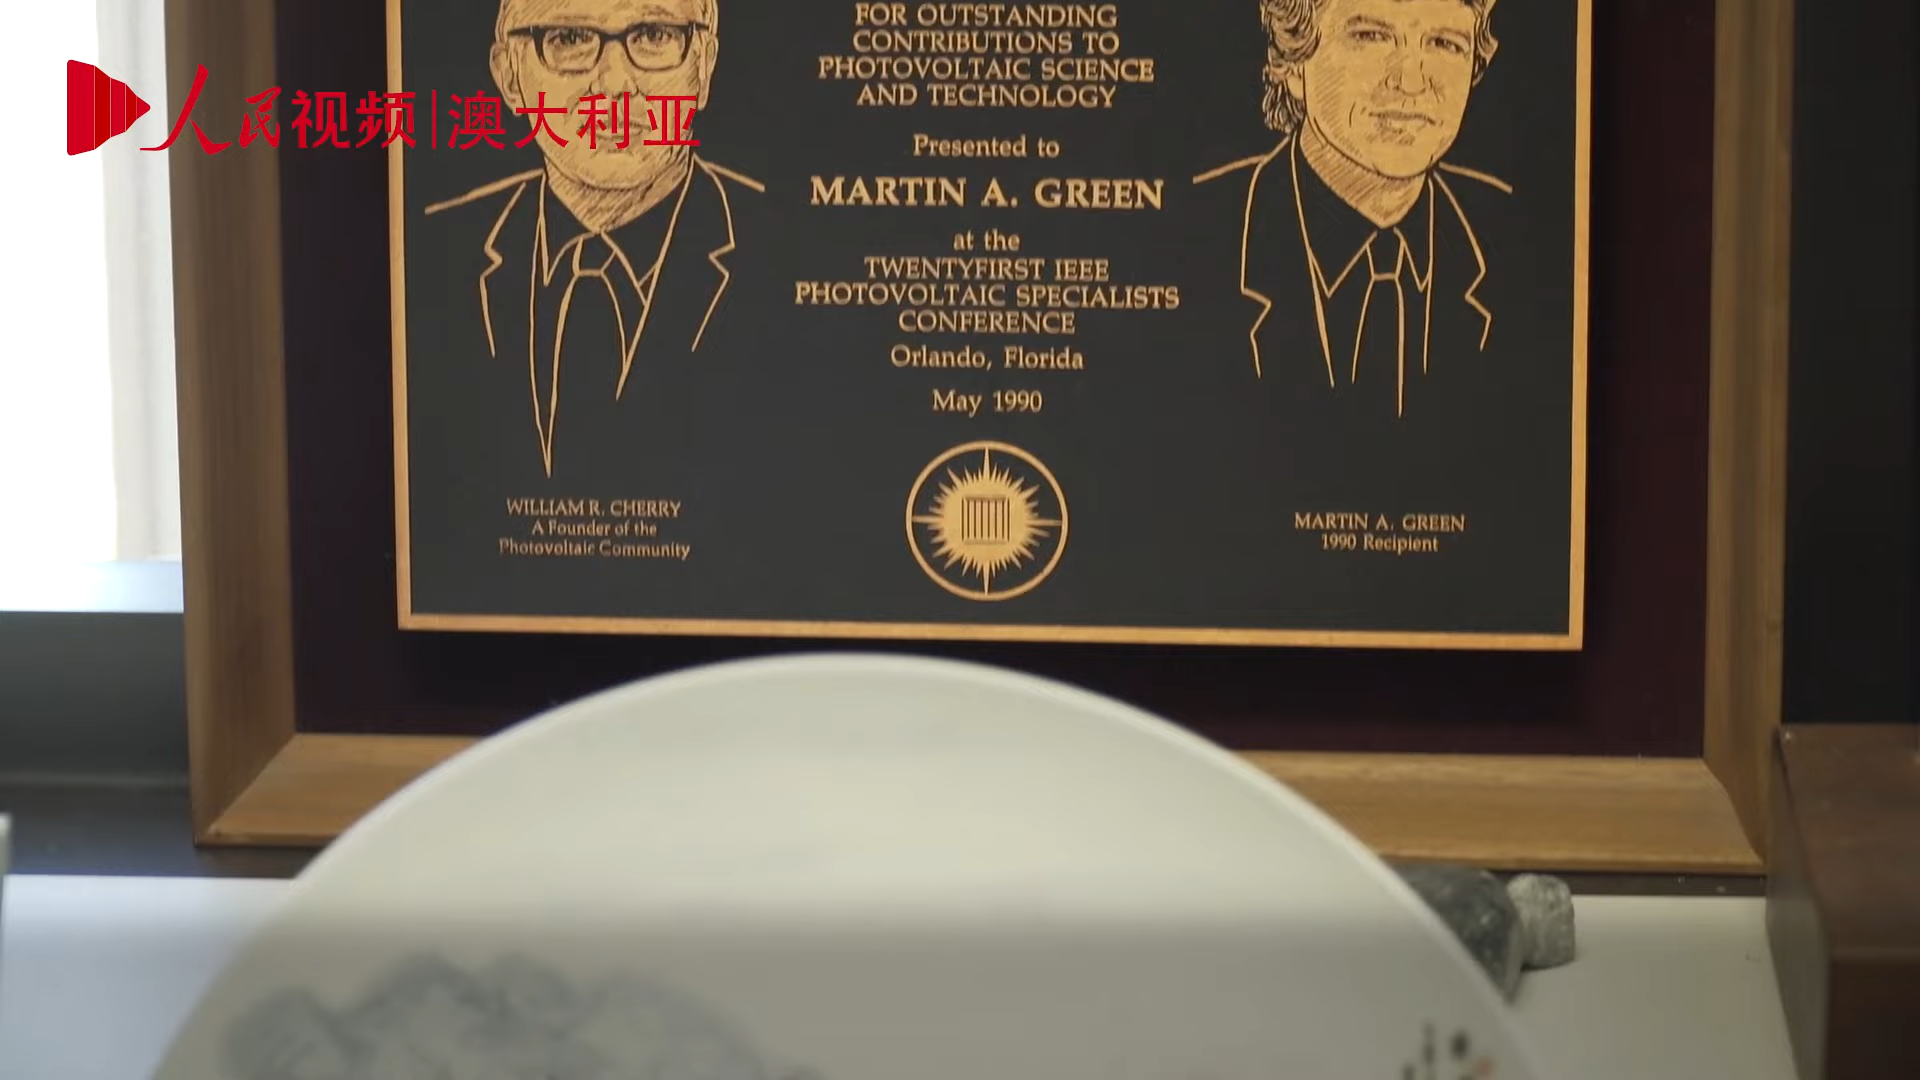 人民视频|澳大利亚
FOR OUTSTANDING
CONTRIBUTIONS TO
PHOTOVOLTAIC SCIENCE
AND TECHNOLOGY
Presented to
MARTIN A. GREEN
at the
TWENTYFIRST IEEE
PHOTOVOLTAIC SPECIALISTS
CONFERENCE
Orlando, Florida
May 1990
WILLIAM R. CHERRY
A Founder of the
Photovoltaic Community
MARTIN A. GREEN
1990 Recipient